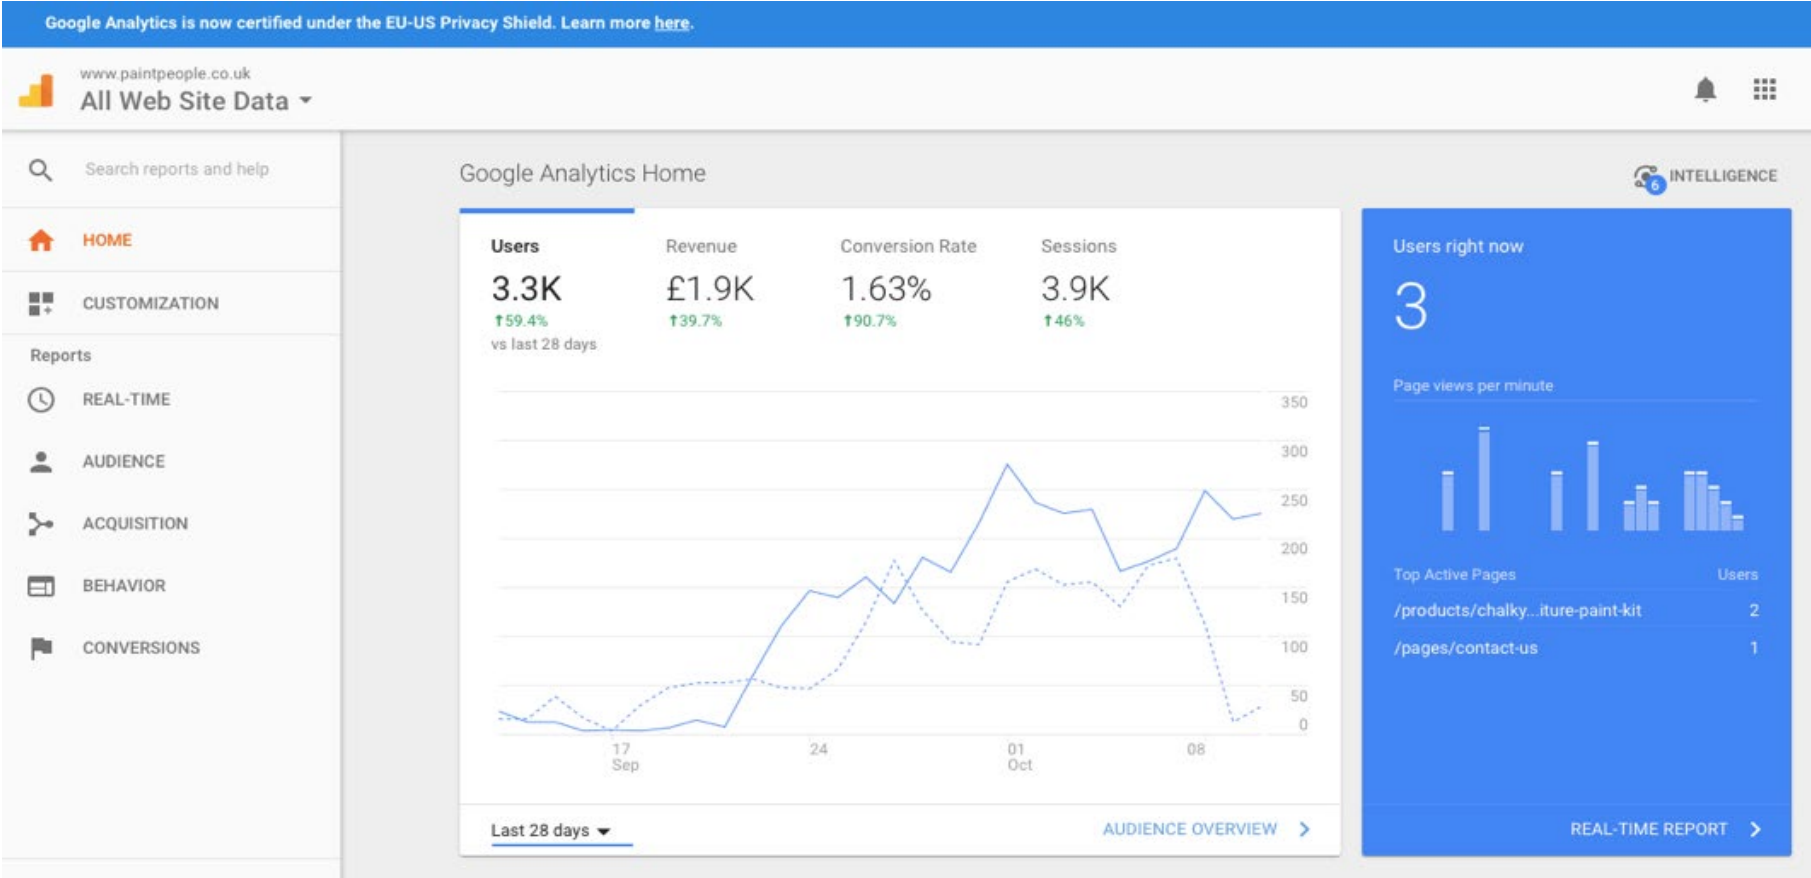 Google Analytics is now certified under the EU-US Privacy Shield. Learn more here.
www.paintpeople.co.uk
All Web Site Data
Search reports and help
HOME
CUSTOMIZATION
Reports
REAL-TIME
AUDIENCE
ACQUISITION
BEHAVIOR
CONVERSIONS
Google Analytics Home
6 INTELLIGENCE
Users Revenue Conversion Rate Sessions
3.3K £1.9K 1.63% 3.9K
↑59.4% ↑39.7% ↑90.7% ↑46%
vs last 28 days
350
300
250
200
150
100
50
0
17 24 01 08
Sep Oct
Last 28 days
AUDIENCE OVERVIEW
Users right now
3
Page views per minute
Top Active Pages Users
/products/chalky...iture-paint-kit 2
/pages/contact-us 1
REAL-TIME REPORT